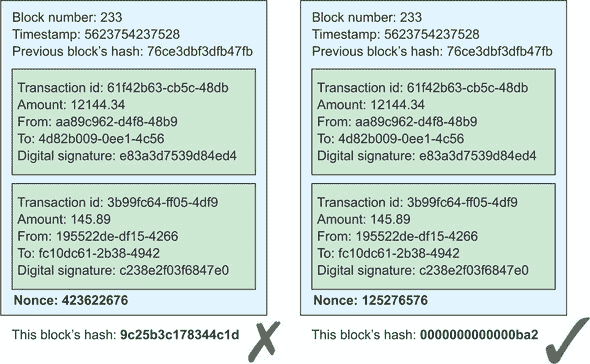 Block number: 233
Timestamp: 5623754237528
Previous block's hash: 76ce3dbf3dfb47fb
Transaction id: 61f42b63-cb5c-48db
Amount: 12144.34
From: aa89c962-d4f8-48b9
To: 4d82b009-0ee1-4c56
Digital signature: e83a3d7539d84ed4
Transaction id: 3b99fc64-ff05-4df9
Amount: 145.89
From: 195522de-df15-4266
To: fc10dc61-2b38-4942
Digital signature: c238e2f03f6847e0
Nonce: 423622676
This block's hash: 9c25b3c178344c1d
Block number: 233
Timestamp: 5623754237528
Previous block's hash: 76ce3dbf3dfb47fb
Transaction id: 61f42b63-cb5c-48db
Amount: 12144.34
From: aa89c962-d4f8-48b9
To: 4d82b009-0ee1-4c56
Digital signature: e83a3d7539d84ed4
Transaction id: 3b99fc64-ff05-4df9
Amount: 145.89
From: 195522de-df15-4266
To: fc10dc61-2b38-4942
Digital signature: c238e2f03f6847e0
Nonce: 125276576
This block's hash: 0000000000000ba2